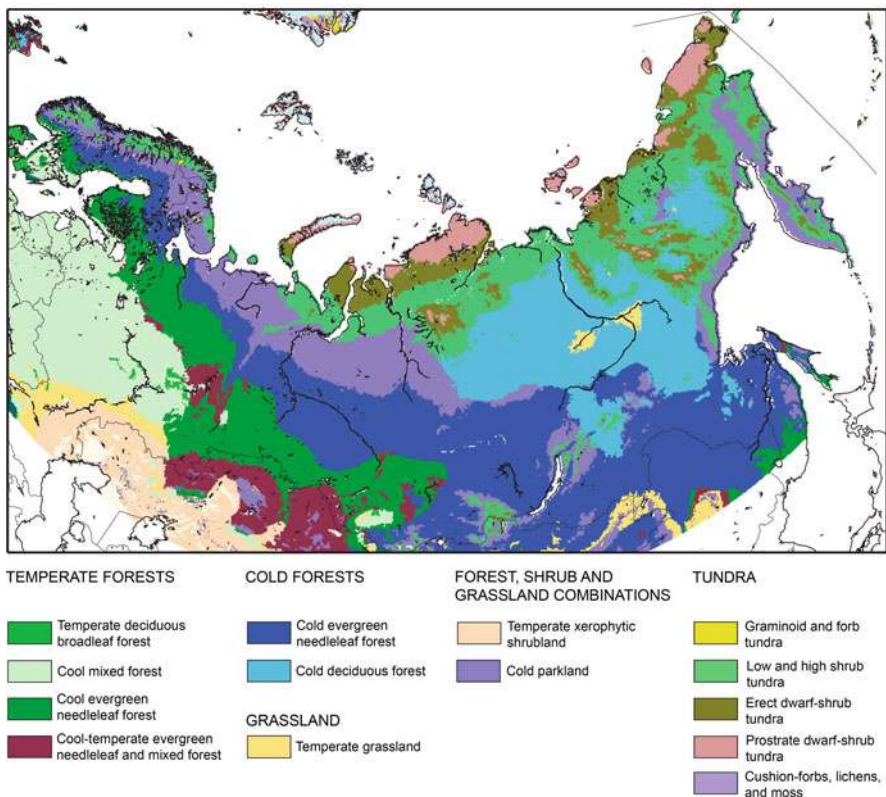 TEMPERATE FORESTS
Temperate deciduous
broadleaf forest
Cool mixed forest
Cool evergreen
needleleaf forest
Cool-temperate evergreen
needleleaf and mixed forest
COLD FORESTS
Cold evergreen
needleleaf forest
Cold deciduous forest
GRASSLAND
Temperate grassland
FOREST, SHRUB AND
GRASSLAND COMBINATIONS
Temperate xerophytic
shrubland
Cold parkland
TUNDRA
Graminoid and forb
tundra
Low and high shrub
tundra
Erect dwarf-shrub
tundra
Prostrate dwarf-shrub
tundra
Cushion-forbs, lichens,
and moss